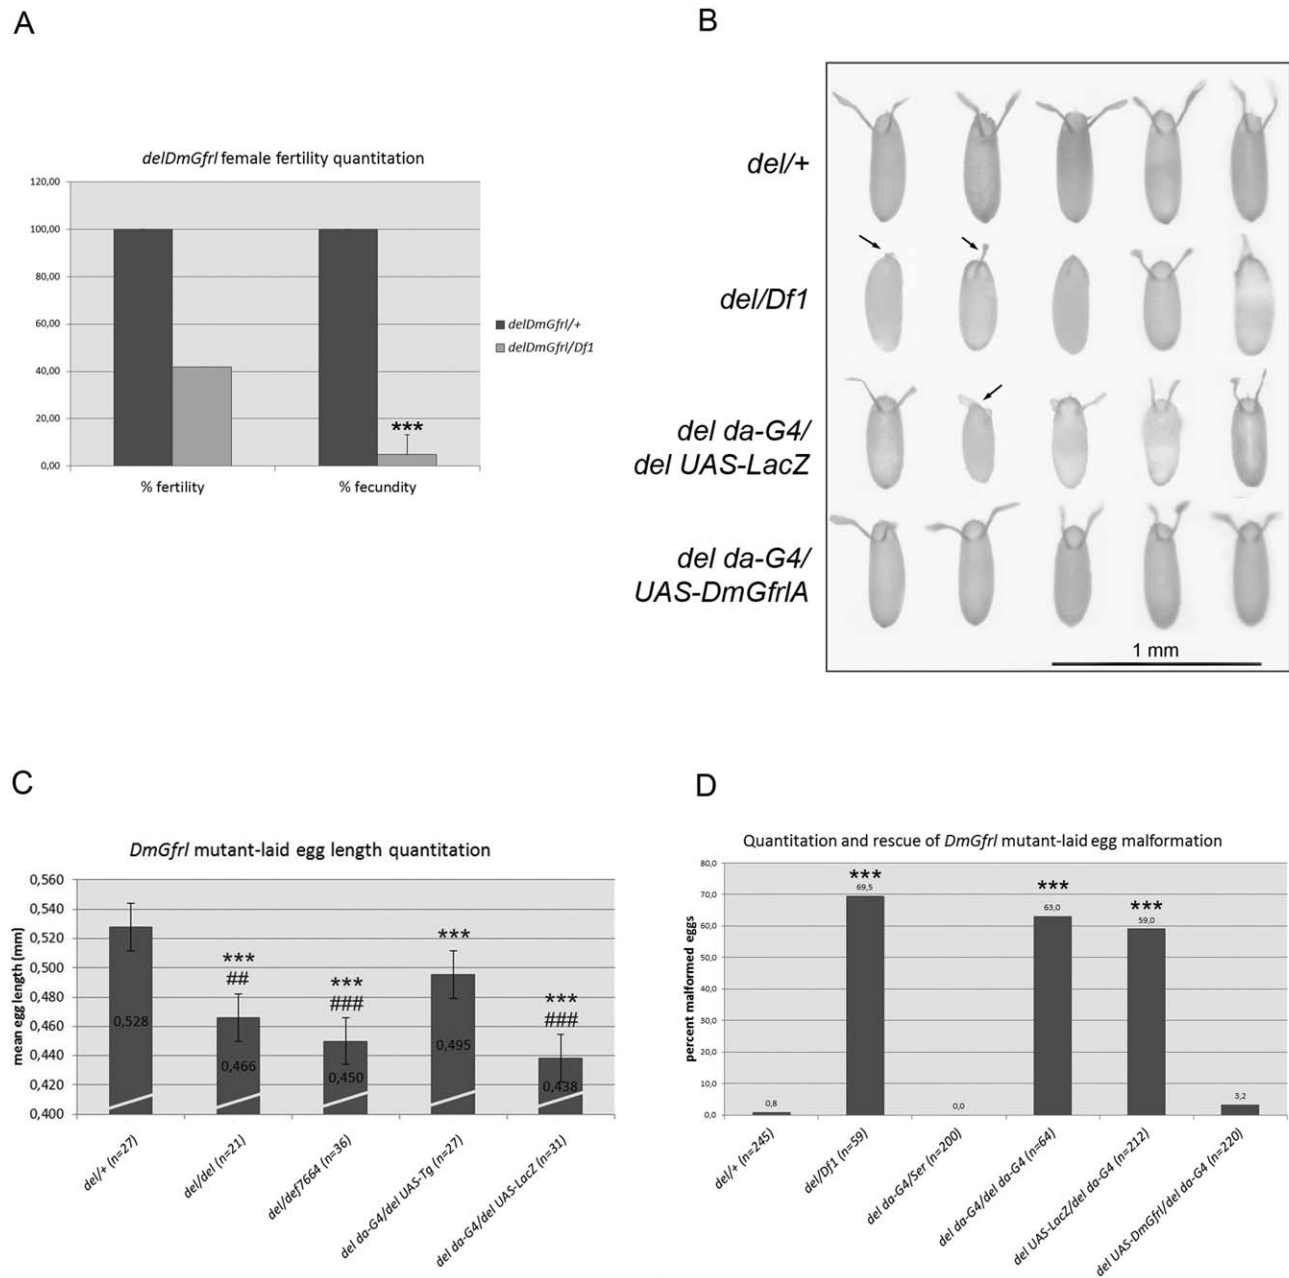 A
delDmGfrl female fertility quantitation
120,00
100,00
80,00
60,00
40,00
20,00
0,00
***
% fertility
% fecundity
delDmGfrl/+
delDmGfrl/Df1
B
del/+
del/Df1
del da-G4/
del UAS-LacZ
del da-G4/
UAS-DmGfrlA
1 mm
C
DmGfrl mutant-laid egg length quantitation
mean egg length (mm)
0,560
0,540
0,520
0,500
0,480
0,460
0,440
0,420
0,400
0,528
***
##
0,466
***
###
0,450
***
0,495
***
###
0,438
del/+ (n=27)
del/del (n=21)
del/def7664 (n=36)
del da-G4/del UAS-Tg (n=27)
del da-G4/del UAS-LacZ (n=31)
D
Quantitation and rescue of DmGfrl mutant-laid egg malformation
percent malformed eggs
80,0
70,0
60,0
50,0
40,0
30,0
20,0
10,0
0,0
0,8
***
69,5
0,0
***
63,0
***
59,0
3,2
del/+ (n=245)
del/Df1 (n=59)
del da-G4/Ser (n=200)
del da-G4/del da-G4 (n=64)
del UAS-LacZ/del da-G4 (n=212)
del UAS-DmGfrl/del da-G4 (n=220)